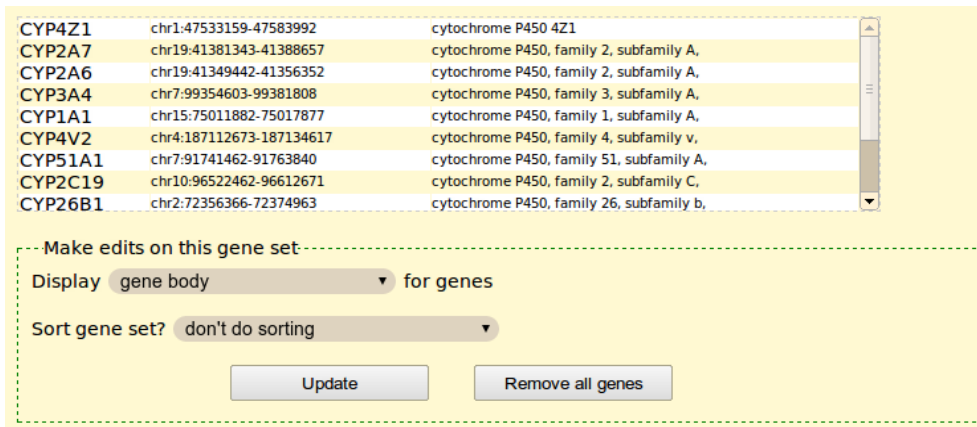 CYP4Z1 chr1:47533159-47583992 cytochrome P450 4Z1
CYP2A7 chr19:41381343-41388657 cytochrome P450, family 2, subfamily A,
CYP2A6 chr19:41349442-41356352 cytochrome P450, family 2, subfamily A,
CYP3A4 chr7:99354603-99381808 cytochrome P450, family 3, subfamily A,
CYP1A1 chr15:75011882-75017877 cytochrome P450, family 1, subfamily A,
CYP4V2 chr4:187112673-187134617 cytochrome P450, family 4, subfamily v,
CYP51A1 chr7:91741462-91763840 cytochrome P450, family 51, subfamily A,
CYP2C19 chr10:96522462-96612671 cytochrome P450, family 2, subfamily C,
CYP26B1 chr2:72356366-72374963 cytochrome P450, family 26, subfamily b,
Make edits on this gene set
Display gene body for genes
Sort gene set? don't do sorting
Update Remove all genes